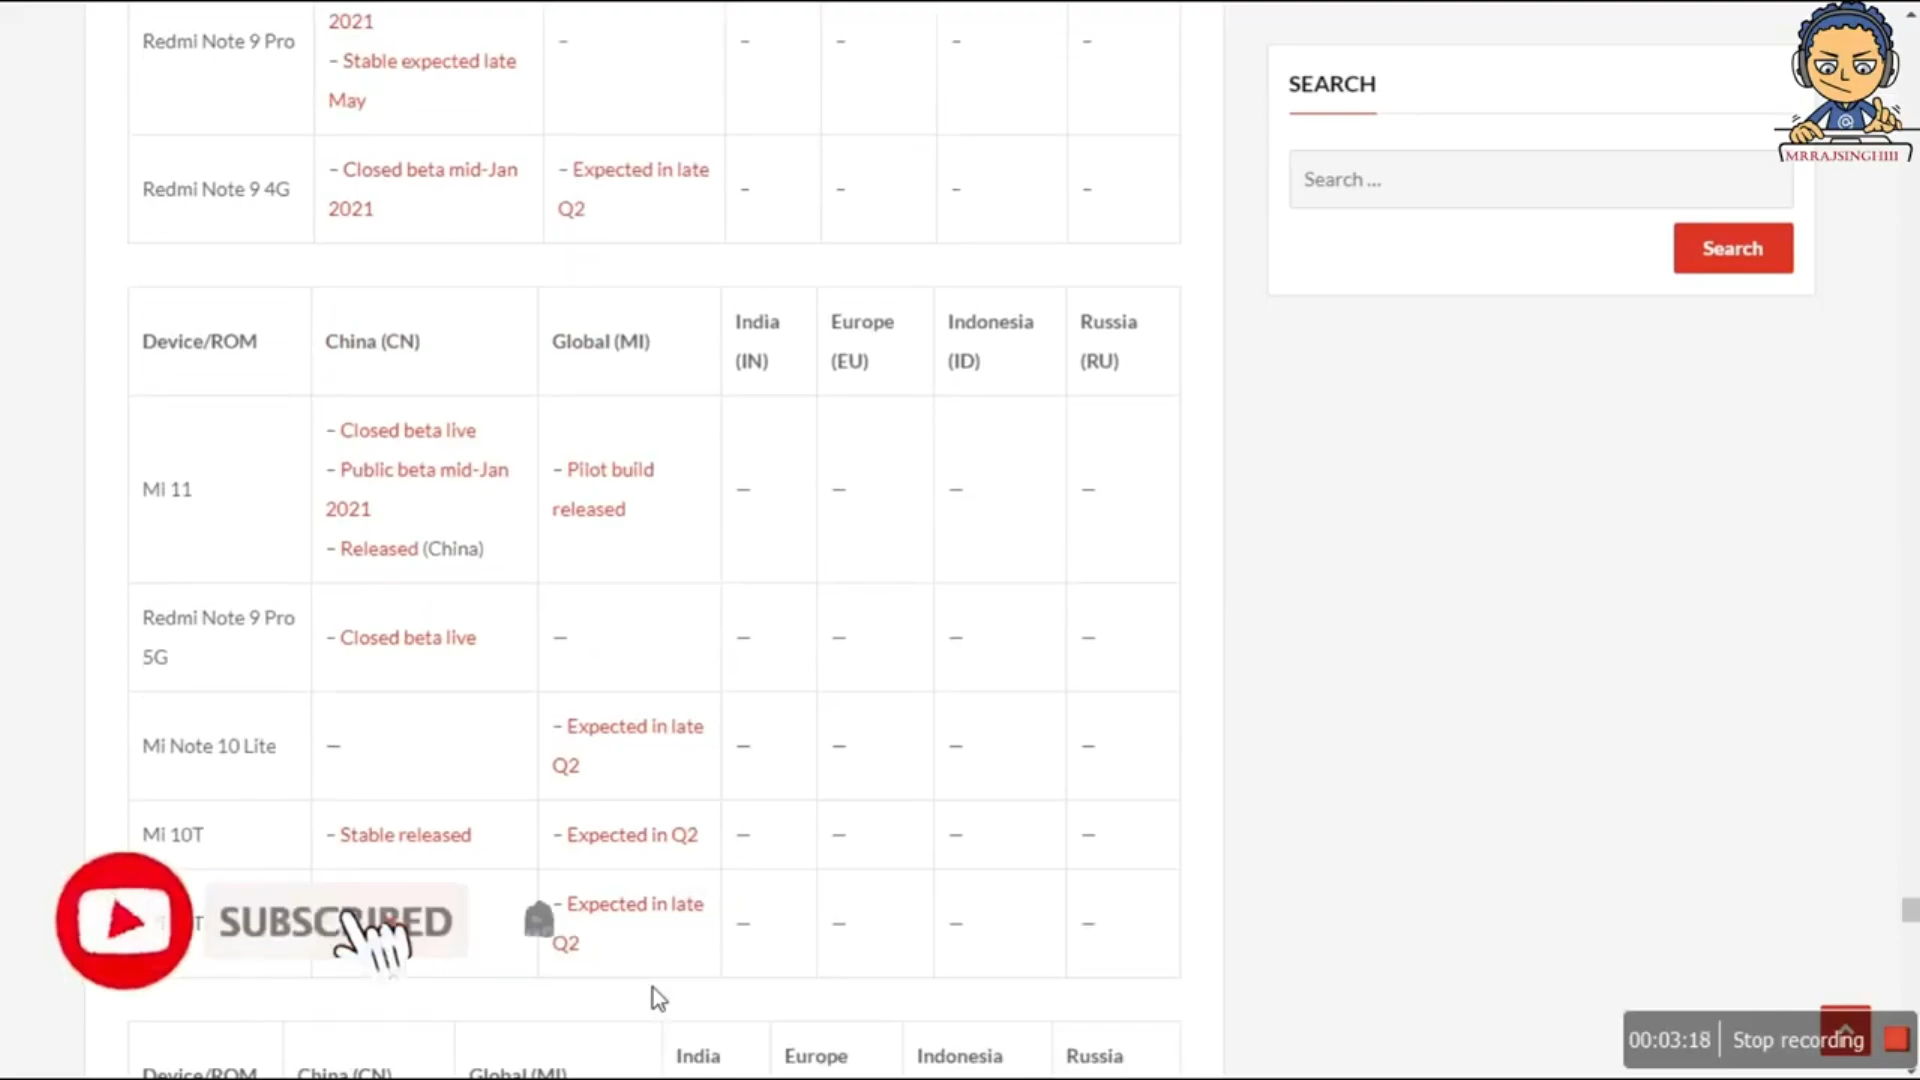 2021
Redmi Note 9 Pro
– Stable expected late
May
–
–
–
–
–
Redmi Note 9 4G
– Closed beta mid-Jan
2021
– Expected in late
Q2
–
–
–
–
Device/ROM
China (CN)
Global (MI)
India
(IN)
Europe
(EU)
Indonesia
(ID)
Russia
(RU)
Mi 11
– Closed beta live
– Public beta mid-Jan
2021
– Released (China)
– Pilot build
released
—
—
—
—
Redmi Note 9 Pro
5G
– Closed beta live
—
—
—
—
—
Mi Note 10 Lite
—
– Expected in late
Q2
—
—
—
—
Mi 10T
– Stable released
– Expected in Q2
—
—
—
—
– Expected in late
Q2
—
—
—
—
SUBSCRIBED
Device/ROM
China (CN)
Global (MI)
India
Europe
Indonesia
Russia
SEARCH
Search ...
Search
MRRAJSINGH111
00:03:18
Stop recording